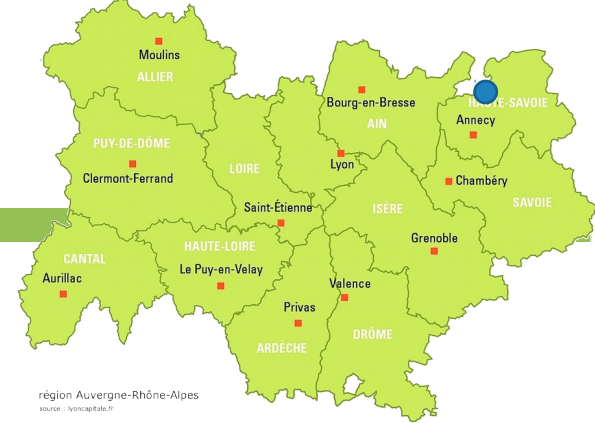 Moulins
ALLIER
Bourg-en-Bresse
AIN
HAUTE-SAVOIE
Annecy
PUY-DE-DÔME
Clermont-Ferrand
LOIRE
Lyon
Chambéry
SAVOIE
Saint-Étienne
ISÈRE
Grenoble
HAUTE-LOIRE
Le Puy-en-Velay
CANTAL
Aurillac
Valence
Privas
DRÔME
ARDÈCHE
région Auvergne-Rhône-Alpes
source : lyoncapitale.fr